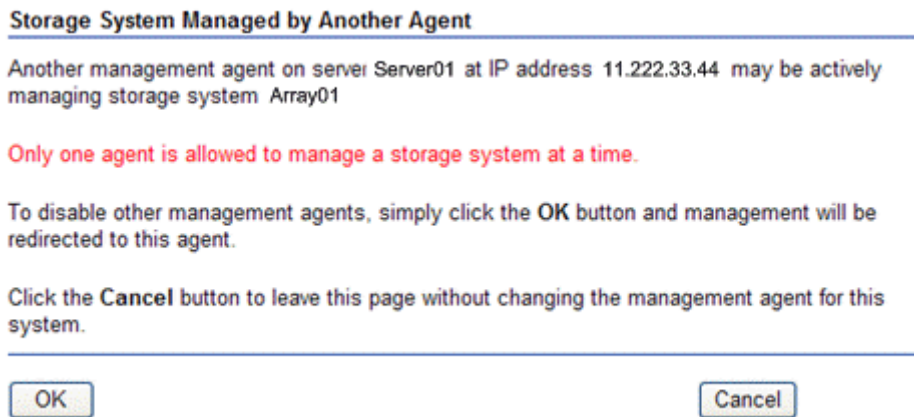 Storage System Managed by Another Agent
Another management agent on server Server01 at IP address 11.222.33.44 may be actively
managing storage system Array01
Only one agent is allowed to manage a storage system at a time.
To disable other management agents, simply click the OK button and management will be
redirected to this agent.
Click the Cancel button to leave this page without changing the management agent for this
system.
OK Cancel